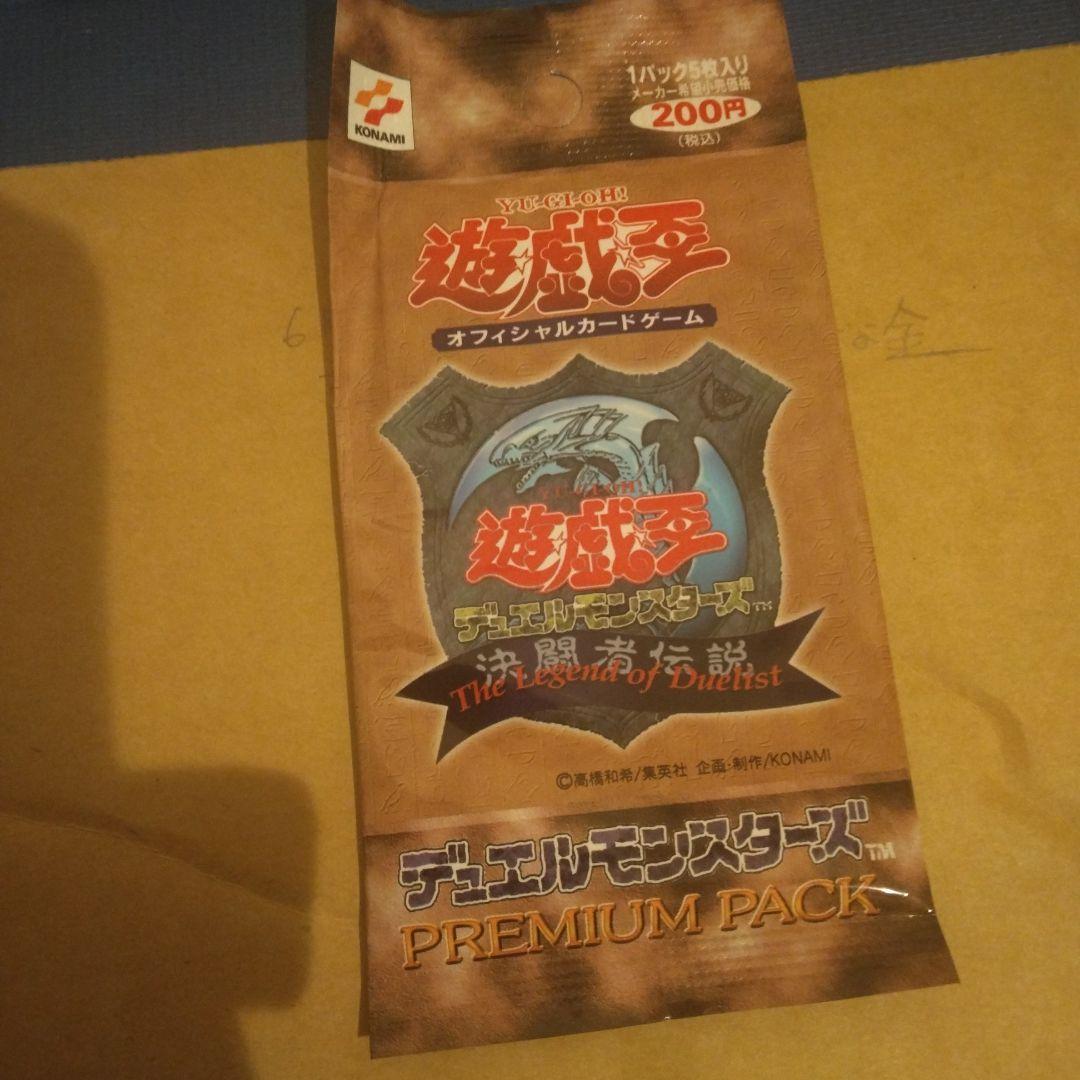 1パック5枚入り
メーカー希望小売価格
200円
(税込)
KONAMI
YU-GI-OH!
遊戯王
オフィシャルカードゲーム
YU-GI-OH!
遊戯王
デュエルモンスターズ™
決闘者伝説
The Legend of Duelist
©高橋和希/集英社 企画・制作/KONAMI
デュエルモンスターズ™
PREMIUM PACK